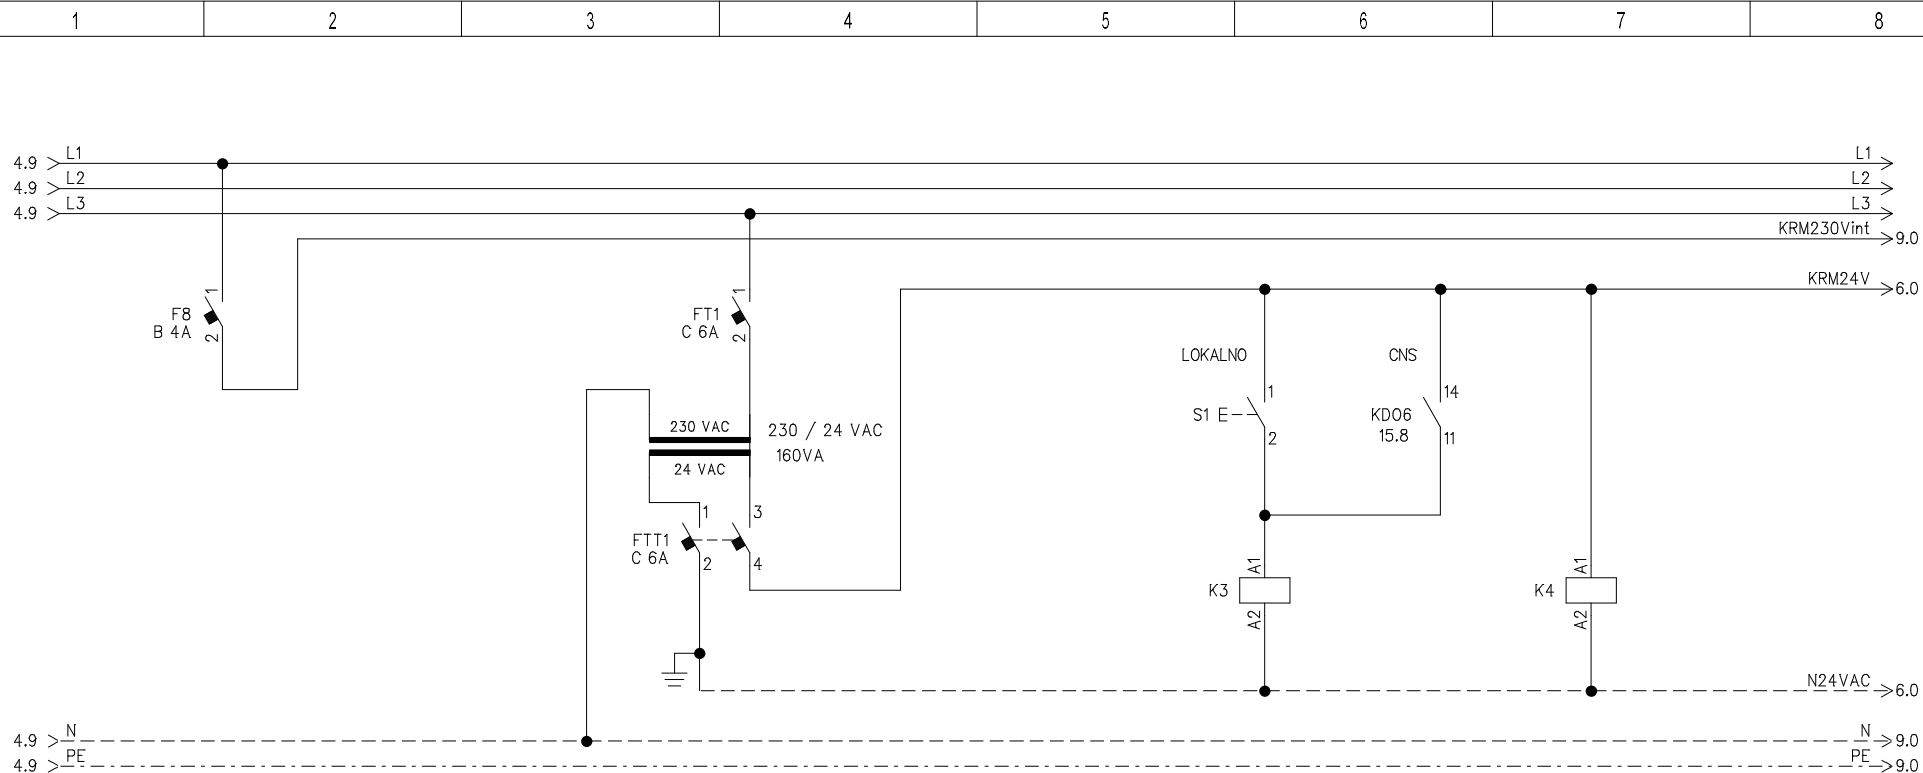 1 2 3 4 5 6 7 8
4.9 L1 L1
4.9 L2 L2
4.9 L3 L3
KRM230Vint 9.0
KRM24V 6.0
F8
B 4A
1
2
FT1
C 6A
1
2
LOKALNO
CNS
S1
1
2
KD06
15.8
14
11
230 VAC
24 VAC
230 / 24 VAC
160VA
FTT1
C 6A
1
2
3
4
K3
A1
A2
K4
A1
A2
N24VAC 6.0
4.9 N N 9.0
4.9 PE PE 9.0